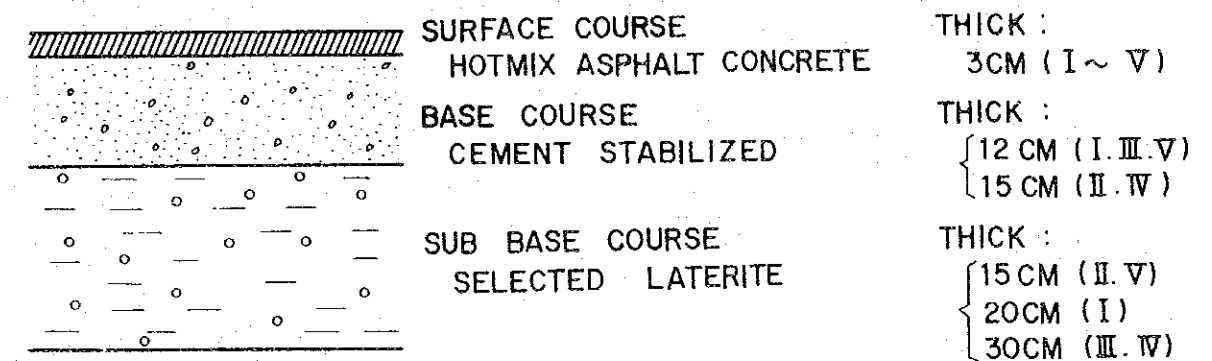 SURFACE COURSE
HOTMIX ASPHALT CONCRETE
THICK :
3CM ( I ~ V )
BASE COURSE
CEMENT STABILIZED
THICK :
12 CM ( I . III . V )
15 CM ( II . IV )
SUB BASE COURSE
SELECTED LATERITE
THICK :
15 CM ( II . V )
20CM ( I )
30CM ( III . IV )